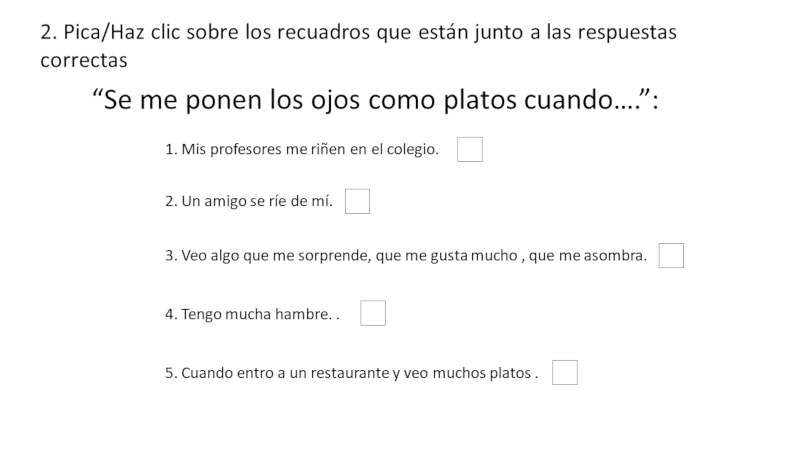 2. Pica/Haz clic sobre los recuadros que están junto a las respuestas
correctas
“Se me ponen los ojos como platos cuando....”:
1. Mis profesores me riñen en el colegio.
2. Un amigo se ríe de mí.
3. Veo algo que me sorprende, que me gusta mucho , que me asombra.
4. Tengo mucha hambre. .
5. Cuando entro a un restaurante y veo muchos platos .